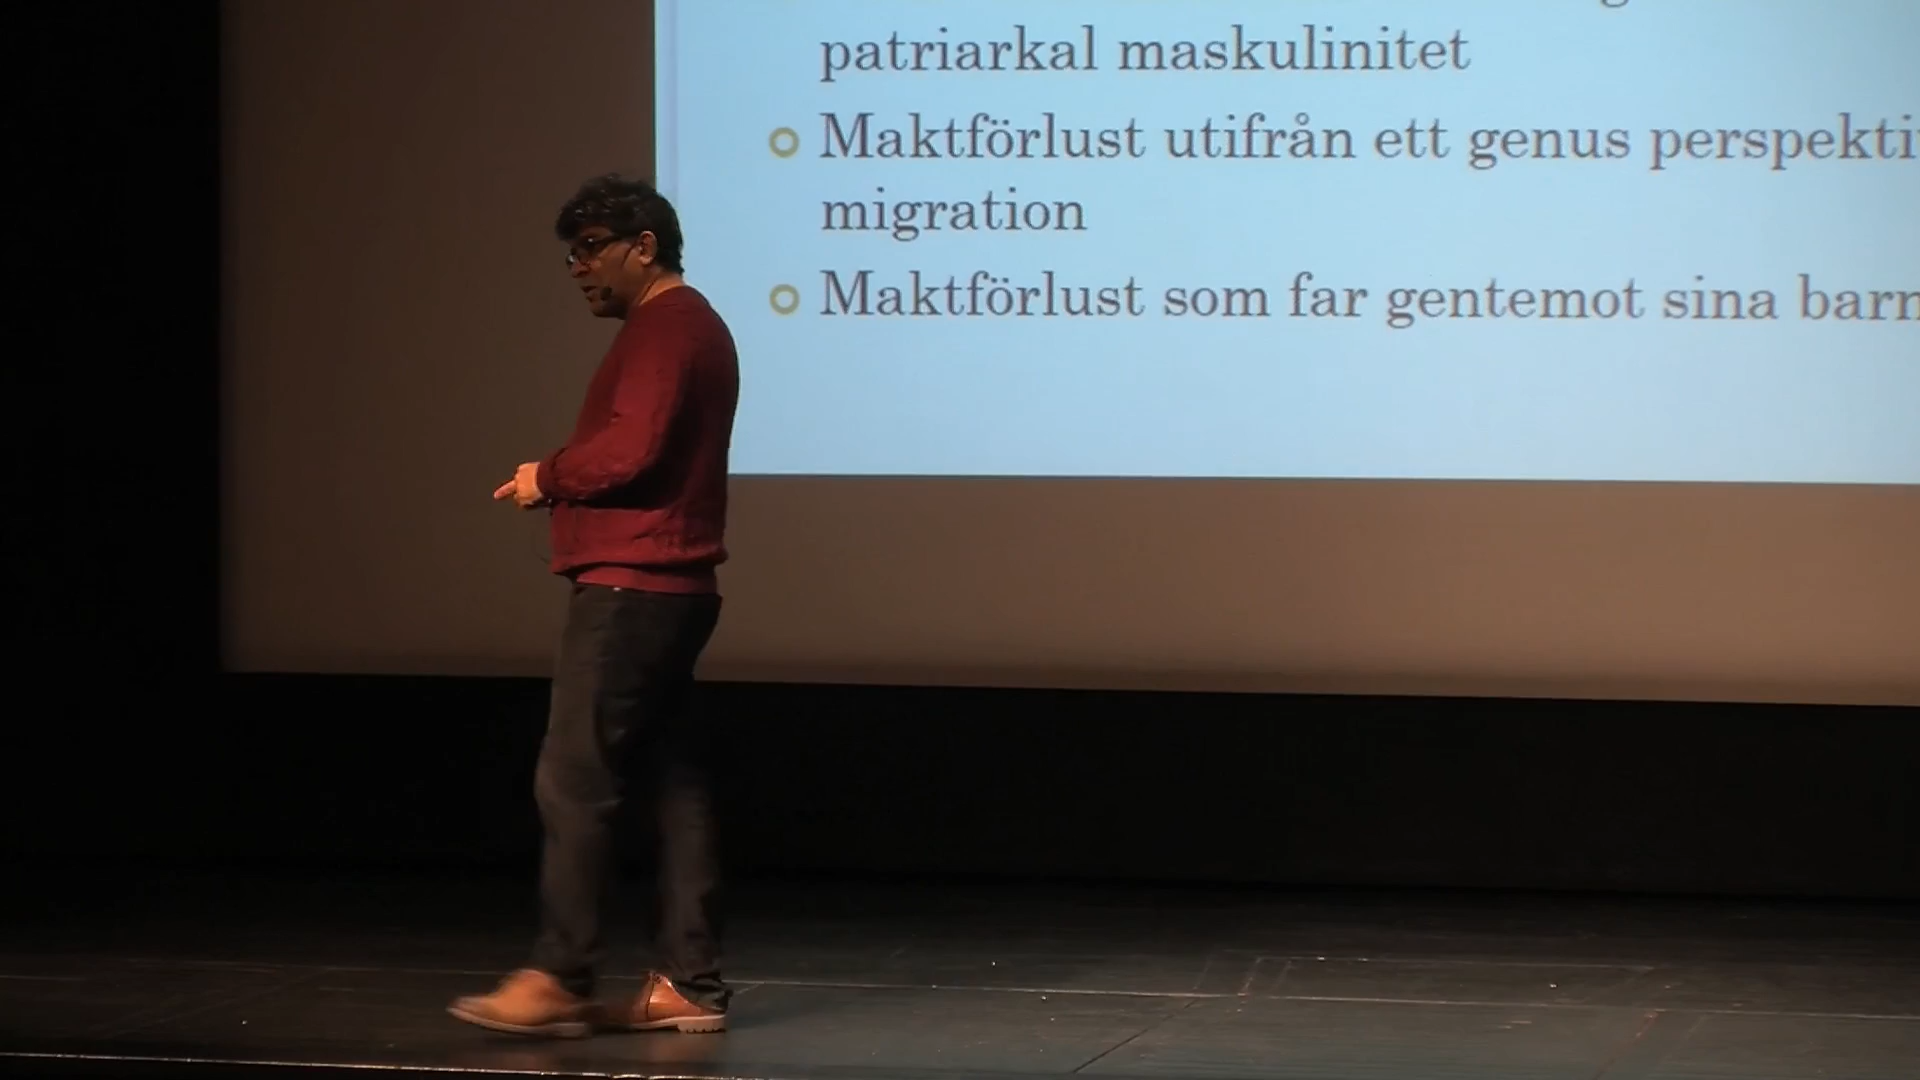 patriarkal maskulinitet
Maktförlust utifrån ett genus perspekti
migration
Maktförlust som far gentemot sina barn